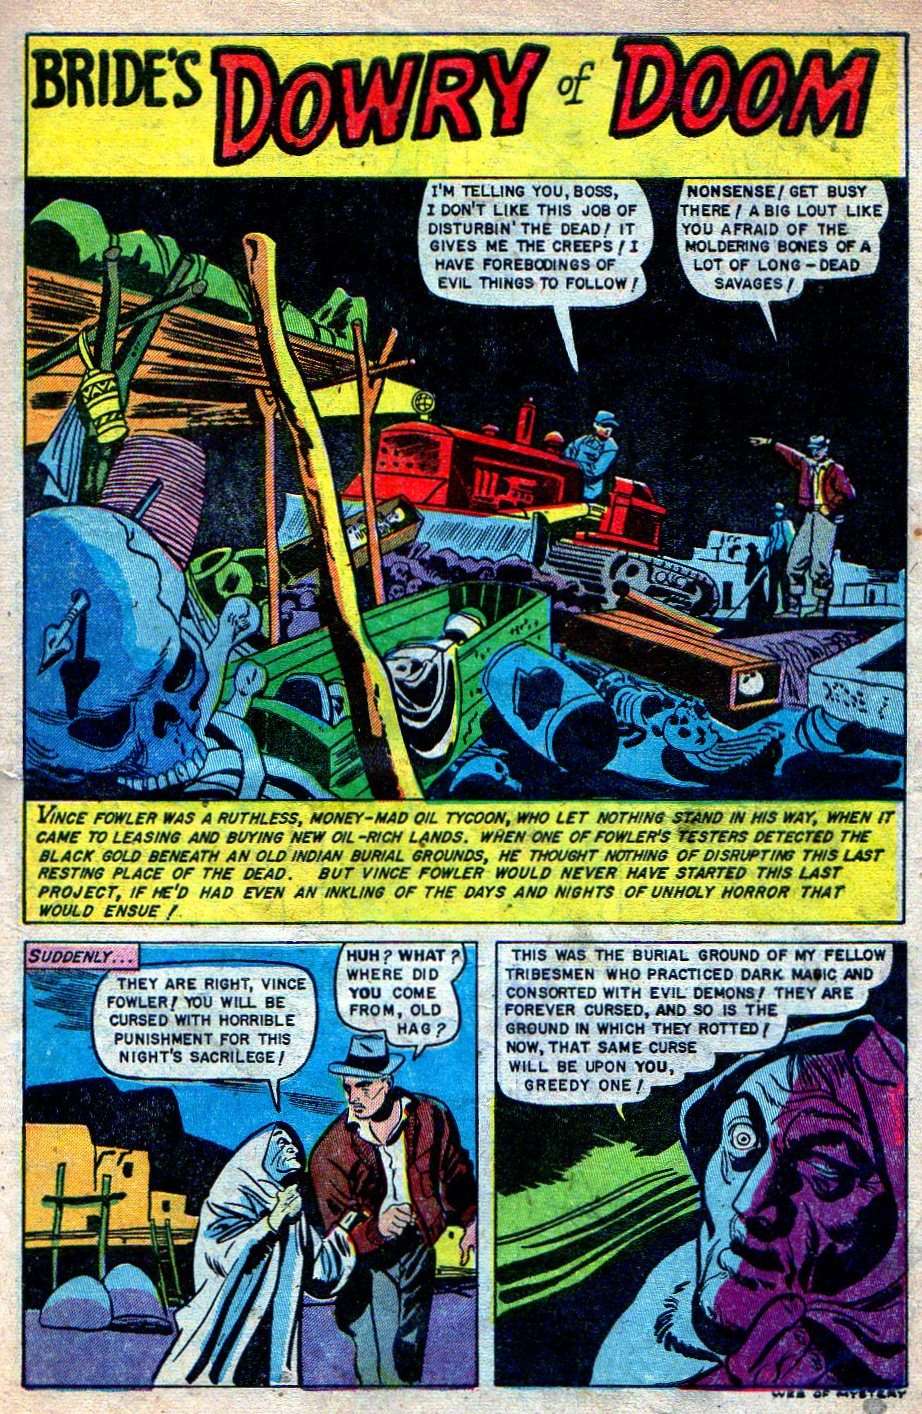 BRIDE'S DOWRY of DOOM
I'M TELLING YOU, BOSS,
I DON'T LIKE THIS JOB OF
DISTURBIN' THE DEAD! IT
GIVES ME THE CREEPS! I
HAVE FOREBODINGS OF
EVIL THINGS TO FOLLOW!
NONSENSE! GET BUSY
THERE! A BIG LOUT LIKE
YOU AFRAID OF THE
MOLDERING BONES OF A
LOT OF LONG-DEAD
SAVAGES!
VINCE FOWLER WAS A RUTHLESS, MONEY-MAD OIL TYCOON, WHO LET NOTHING STAND IN HIS WAY, WHEN IT
CAME TO LEASING AND BUYING NEW OIL-RICH LANDS. WHEN ONE OF FOWLER'S TESTERS DETECTED THE
BLACK GOLD BENEATH AN OLD INDIAN BURIAL GROUNDS, HE THOUGHT NOTHING OF DISRUPTING THIS LAST
RESTING PLACE OF THE DEAD. BUT VINCE FOWLER WOULD NEVER HAVE STARTED THIS LAST
PROJECT, IF HE'D HAD EVEN AN INKLING OF THE DAYS AND NIGHTS OF UNHOLY HORROR THAT
WOULD ENSUE!
SUDDENLY...
THEY ARE RIGHT, VINCE
FOWLER! YOU WILL BE
CURSED WITH HORRIBLE
PUNISHMENT FOR THIS
NIGHT'S SACRILEGE!
HUH? WHAT?
WHERE DID
YOU COME
FROM, OLD
HAG?
THIS WAS THE BURIAL GROUND OF MY FELLOW
TRIBESMEN WHO PRACTICED DARK MAGIC AND
CONSORTED WITH EVIL DEMONS! THEY ARE
FOREVER CURSED, AND SO IS THE
GROUND IN WHICH THEY ROTTED!
NOW, THAT SAME CURSE
WILL BE UPON YOU,
GREEDY ONE!
WEB OF MYSTERY